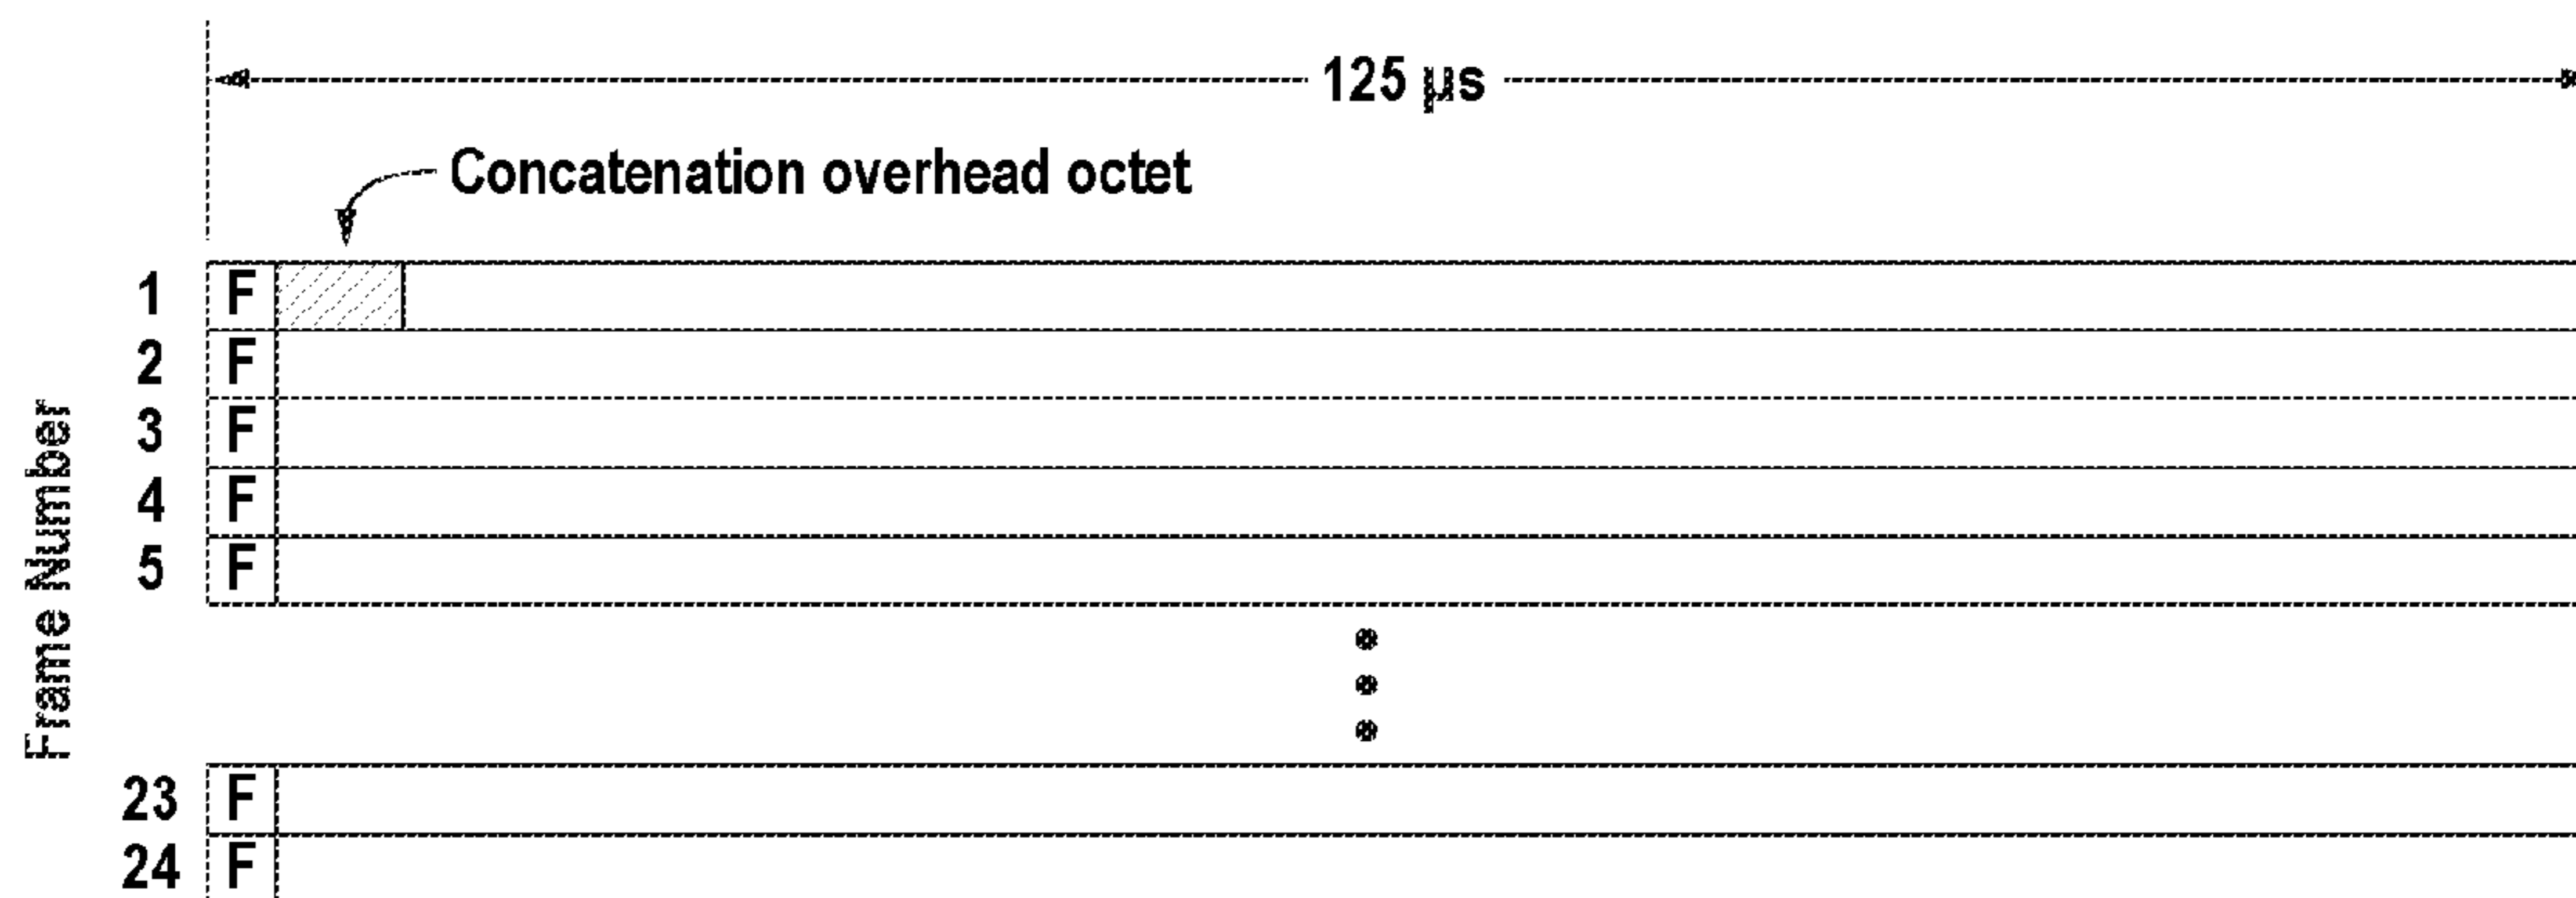 125 µs
Concatenation overhead octet
Frame Number
1 F
2 F
3 F
4 F
5 F
23 F
24 F